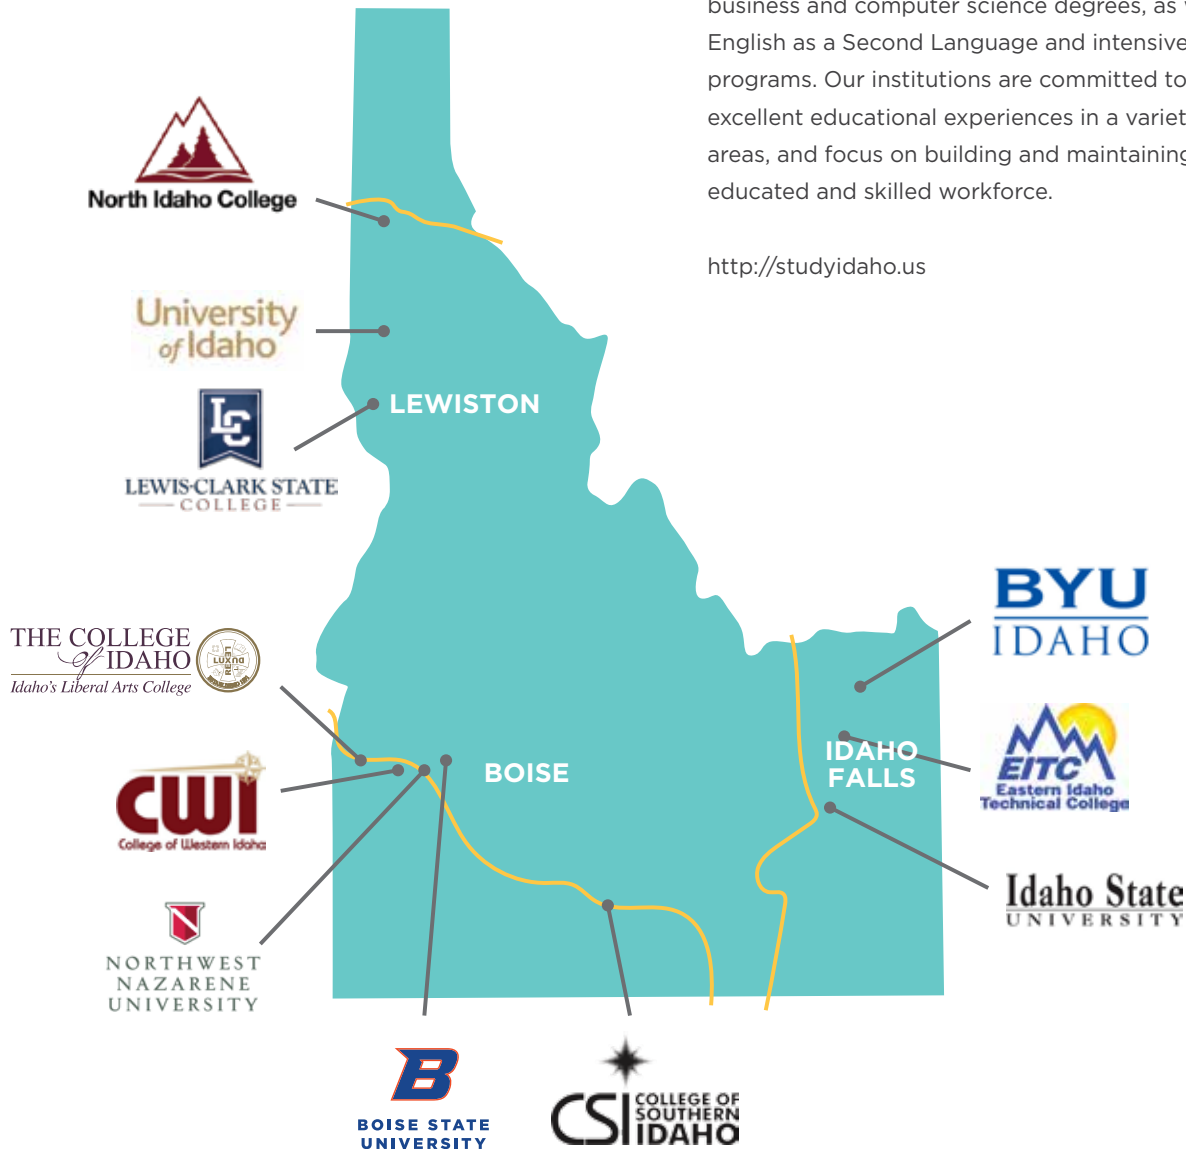 business and computer science degrees, as
English as a Second Language and intensive
programs. Our institutions are committed to
excellent educational experiences in a variet
areas, and focus on building and maintaining
educated and skilled workforce.
http://studyidaho.us
North Idaho College
University
of Idaho
LC
LEWIS-CLARK STATE
COLLEGE
LEWISTON
THE COLLEGE
of IDAHO
Idaho's Liberal Arts College
CWI
College of Western Idaho
N
NORTHWEST
NAZARENE
UNIVERSITY
BOISE
IDAHO
FALLS
BYU
IDAHO
EITC
Eastern Idaho
Technical College
Idaho State
UNIVERSITY
B
BOISE STATE
UNIVERSITY
CSI
COLLEGE OF
SOUTHERN
IDAHO